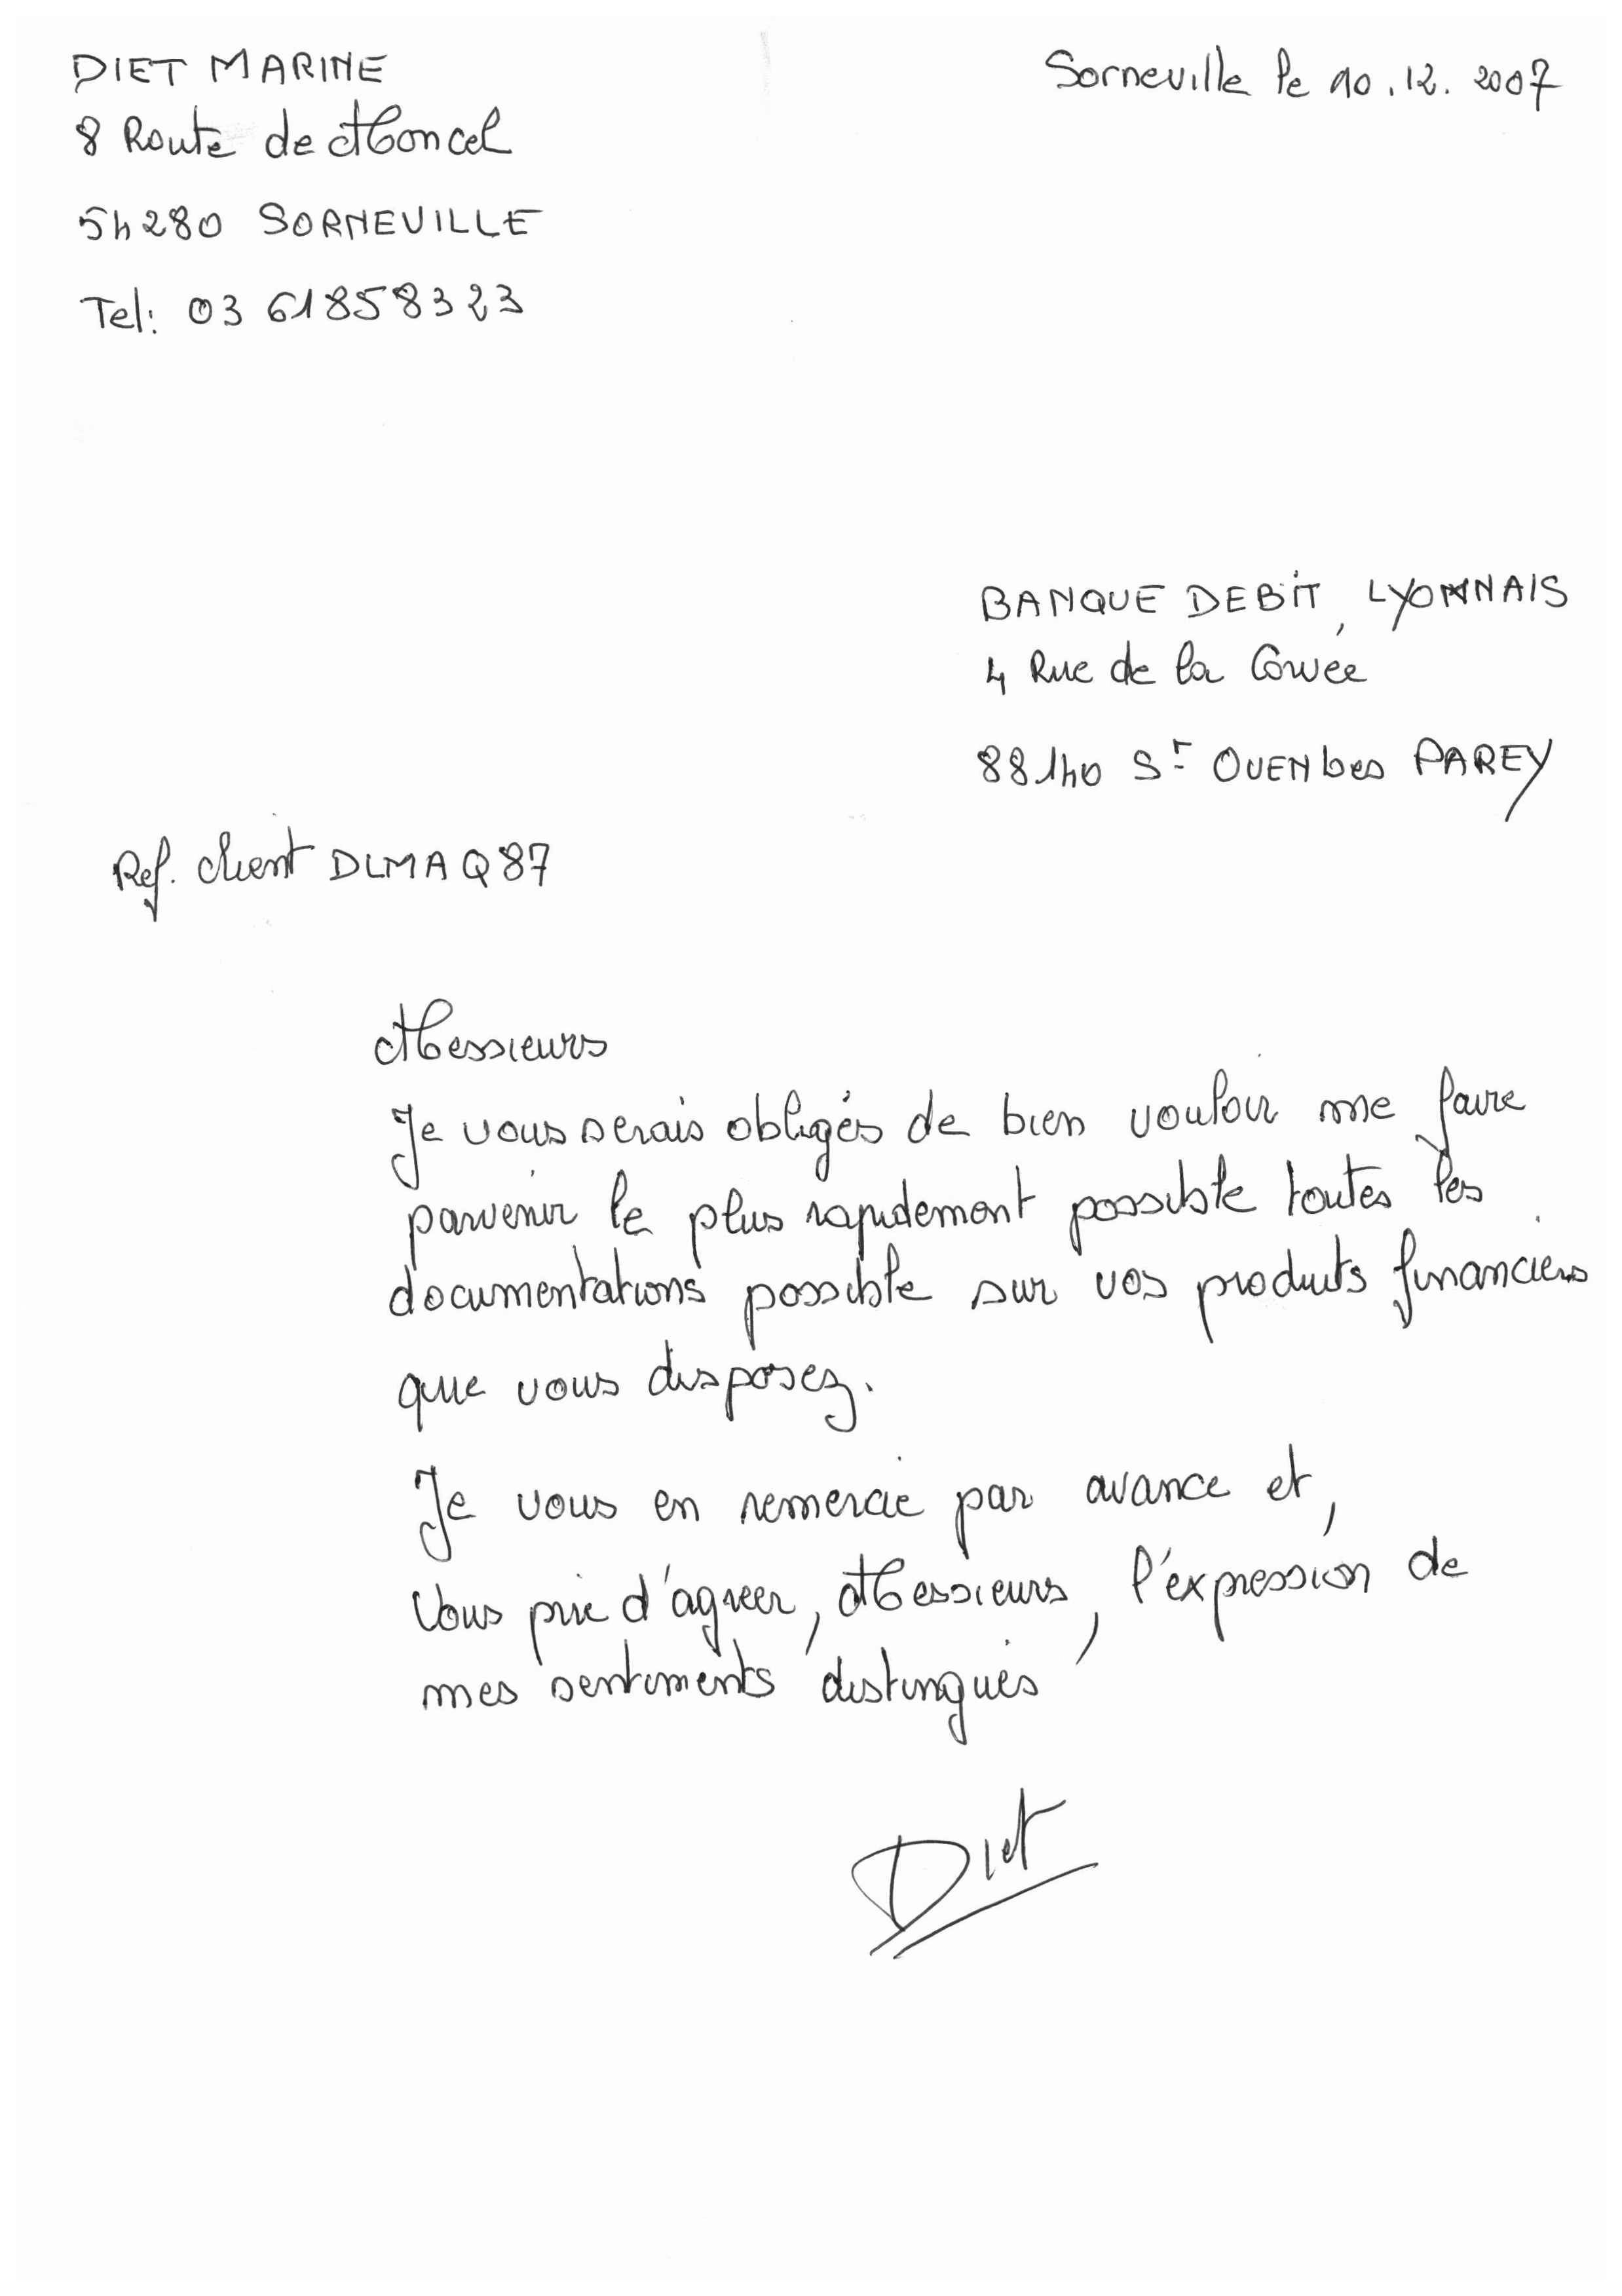 DIET MARINE
Sorneville le 10.12.2007
8 Route de Moncel
54280 SORNEVILLE
Tel: 03 61858323
BANQUE DEBIT LYONNAIS
4 Rue de la Corvée
88140 St OUEN les PAREY
Ref. client DLMAQ87
Messieurs
Je vous serais obligés de bien vouloir me faire
parvenir le plus rapidement possible toutes les
documentations possible sur vos produits financiers
que vous disposez.
Je vous en remercie par avance et,
Vous prie d'agreer, Messieurs, l'éxpression de
mes sentiments distingués
Diet